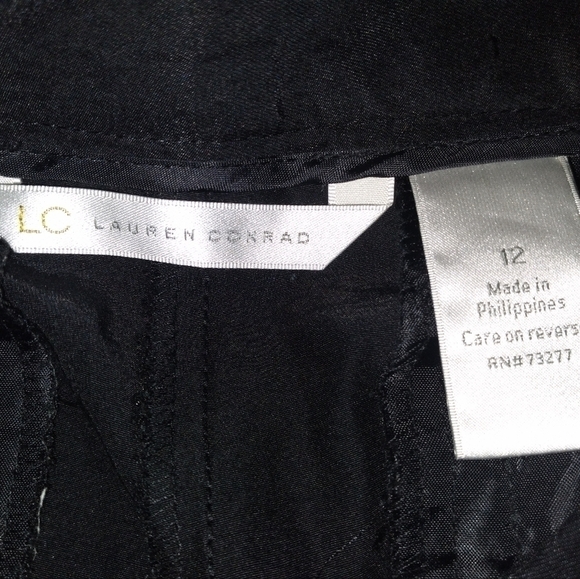 LC LAUREN CONRAD
12
Made in
Philippines
Care on revers
RN#73277